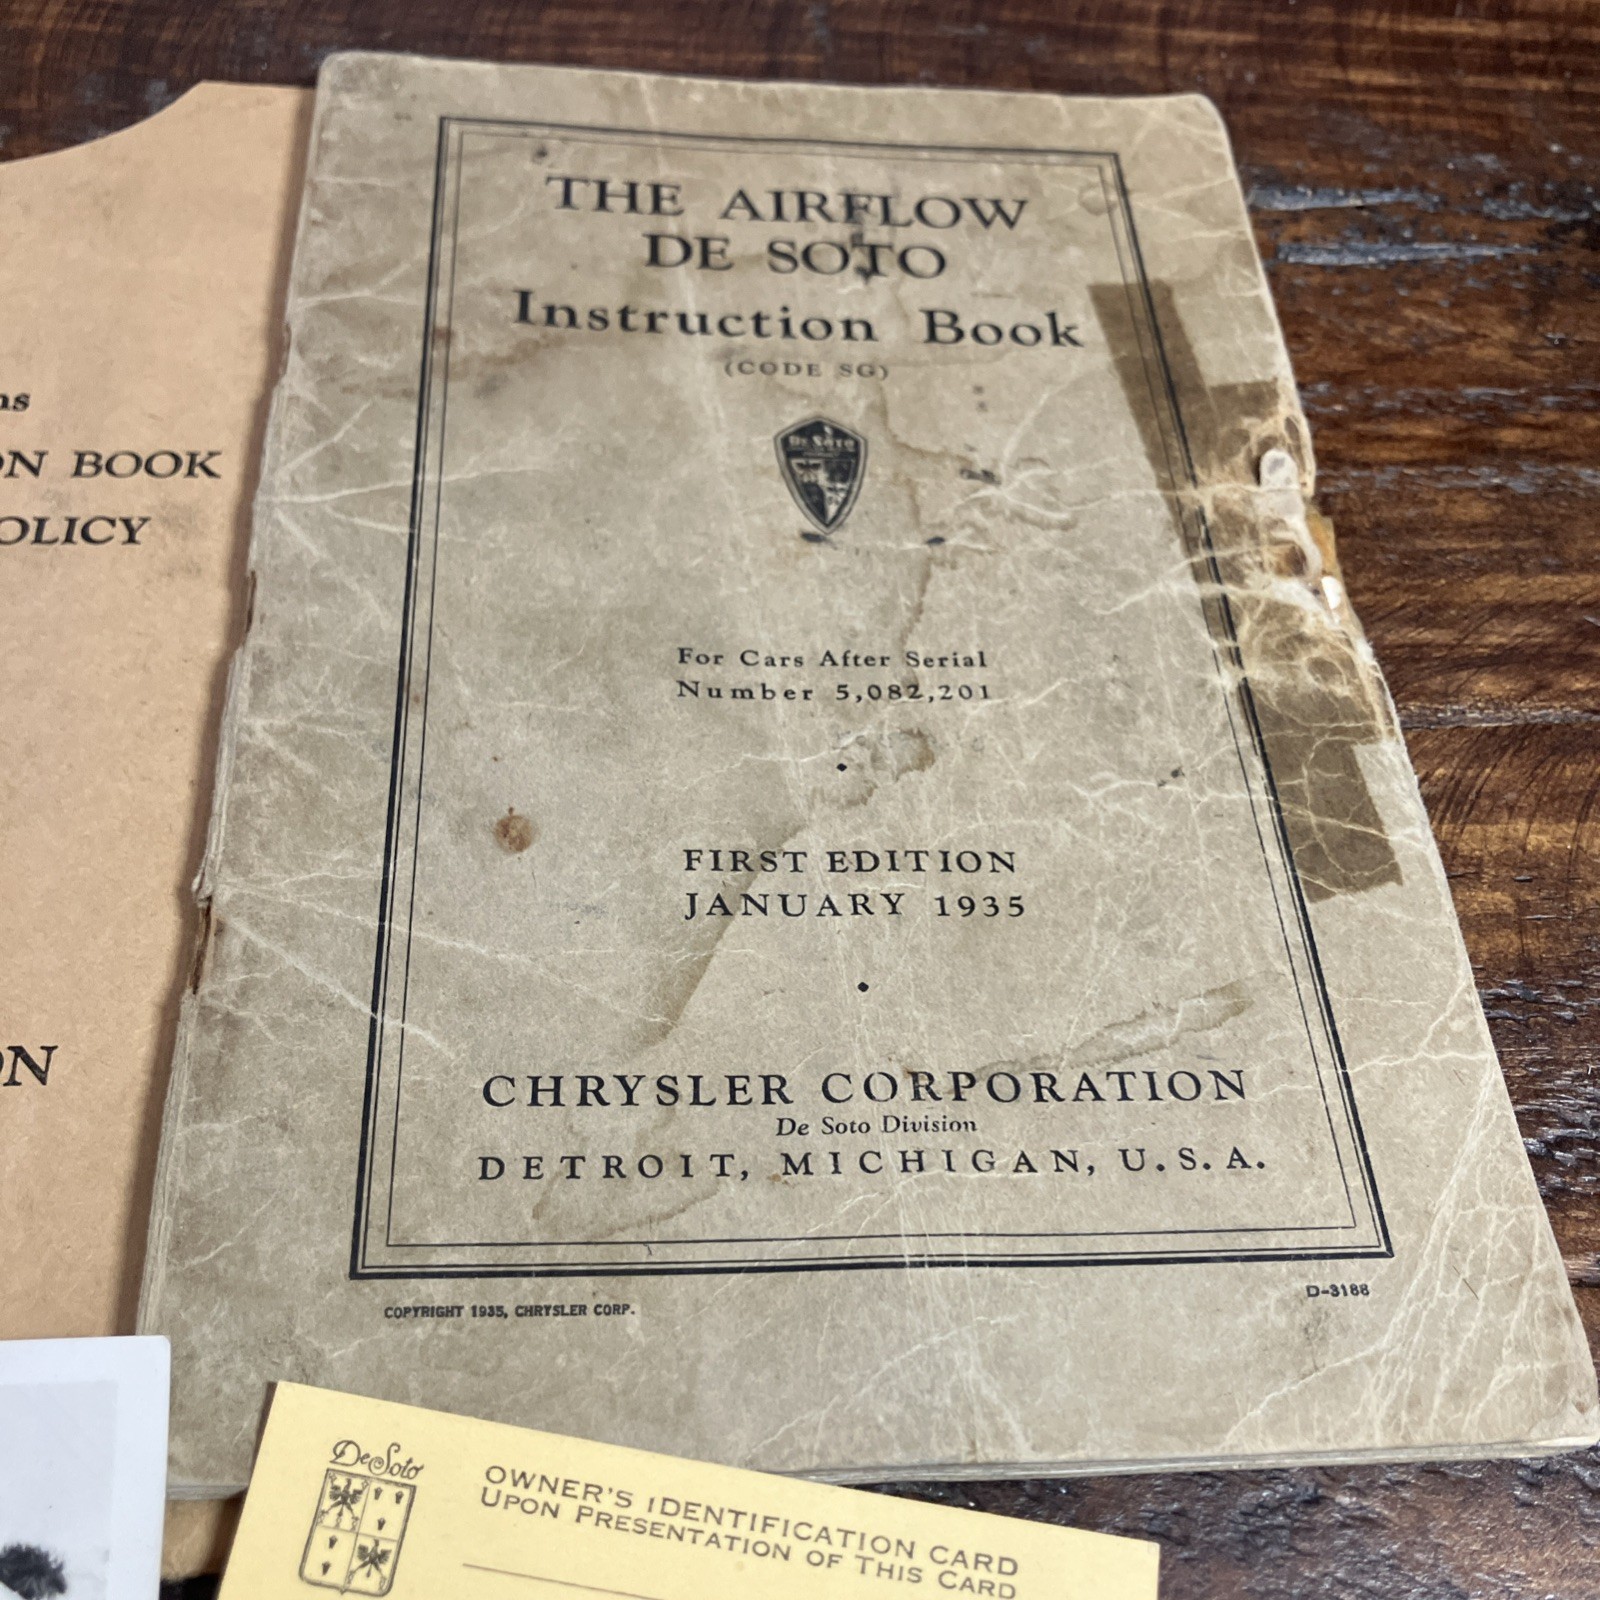 THE AIRFLOW
DE SOTO
Instruction Book
(CODE SG)
DE SOTO
For Cars After Serial
Number 5,082,201
FIRST EDITION
JANUARY 1935
CHRYSLER CORPORATION
De Soto Division
DETROIT, MICHIGAN, U.S.A.
COPYRIGHT 1935, CHRYSLER CORP.
D-3188
ns
ON BOOK
OLICY
ON
DeSoto
OWNER'S IDENTIFICATION CARD
UPON PRESENTATION OF THIS CARD